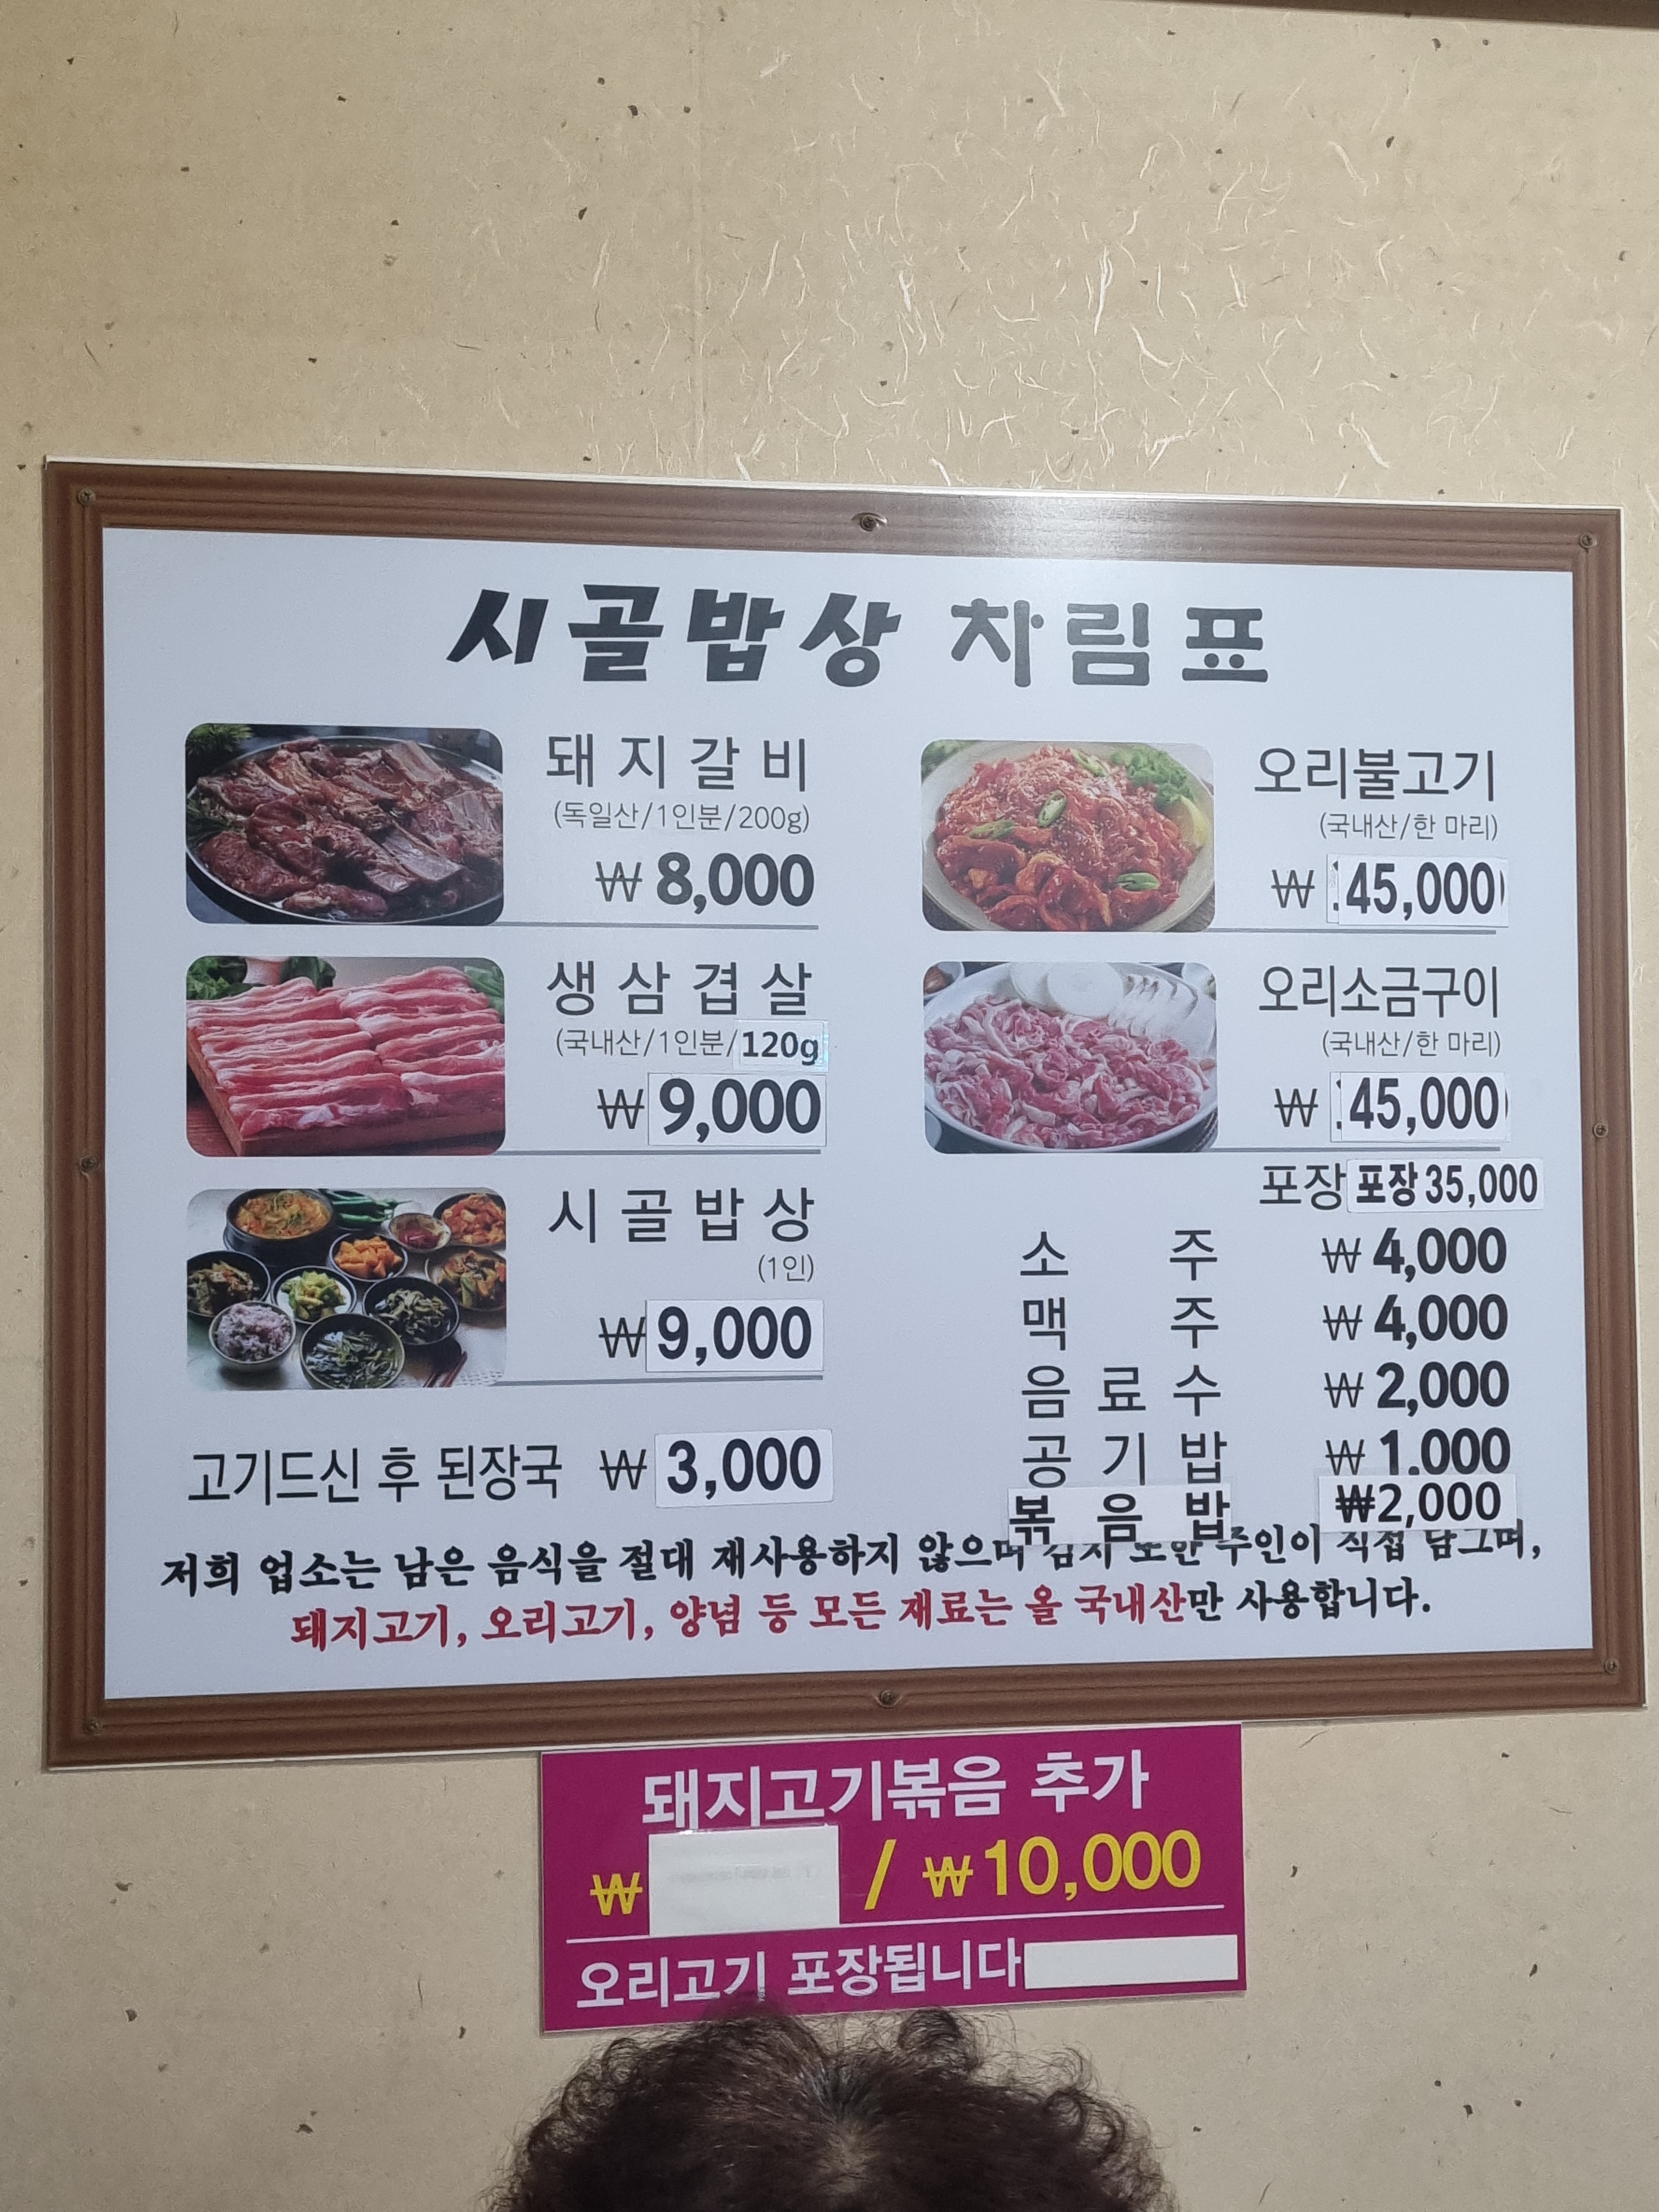 시골밥상 차림표
돼지갈비
(독일산/1인분/200g)
₩ 8,000
생삼겹살
(국내산/1인분/120g
₩ 9,000
시골밥상
(1인)
₩ 9,000
고기드신 후 된장국 ₩ 3,000
오리불고기
(국내산/한 마리)
₩ 45,000
오리소금구이
(국내산/한 마리)
₩ 45,000
포장 포장 35,000
소주 ₩ 4,000
맥주 ₩ 4,000
음료수 ₩ 2,000
공기밥 ₩ 1,000
볶음밥 ₩2,000
저희 업소는 남은 음식을 절대 재사용하지 않으며 김치 또한 주인이 직접 담그며,
돼지고기, 오리고기, 양념 등 모든 재료는 올 국내산만 사용합니다.
돼지고기볶음 추가
₩ / ₩10,000
오리고기 포장됩니다